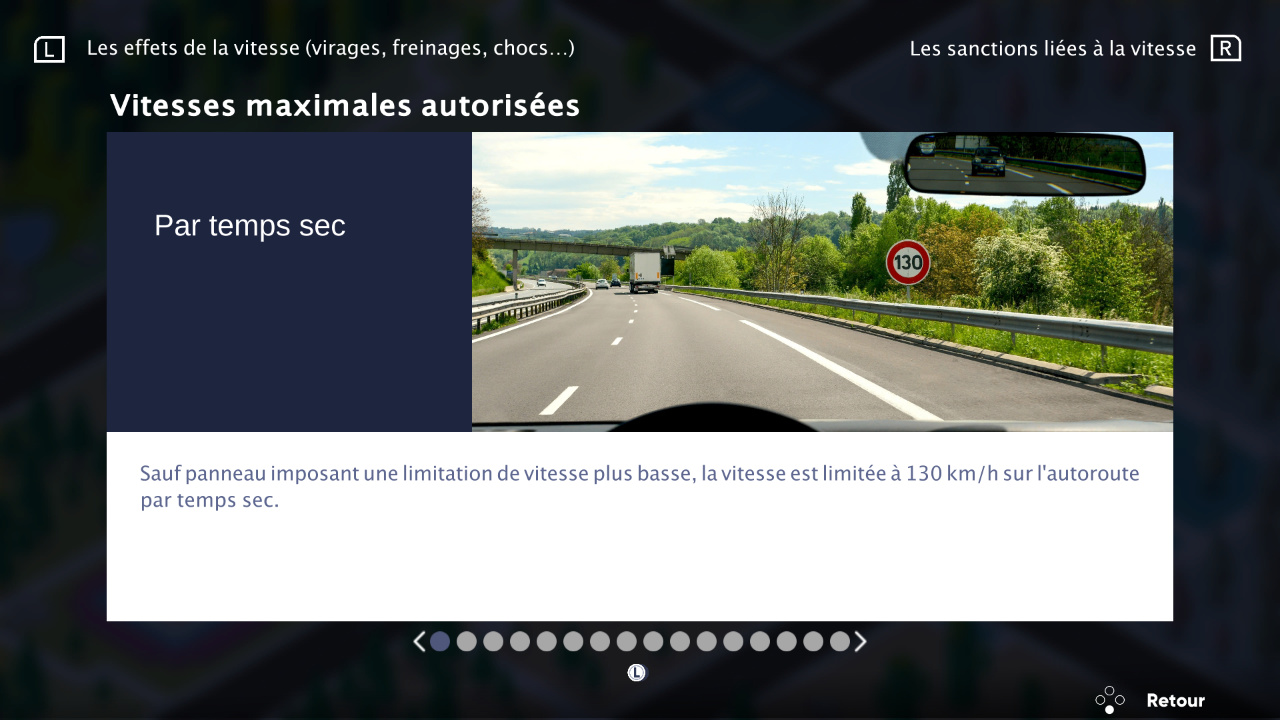 L Les effets de la vitesse (virages, freinages, chocs...) Les sanctions liées à la vitesse R
Vitesses maximales autorisées
Par temps sec
130
Sauf panneau imposant une limitation de vitesse plus basse, la vitesse est limitée à 130 km/h sur l'autoroute
par temps sec.
L
Retour